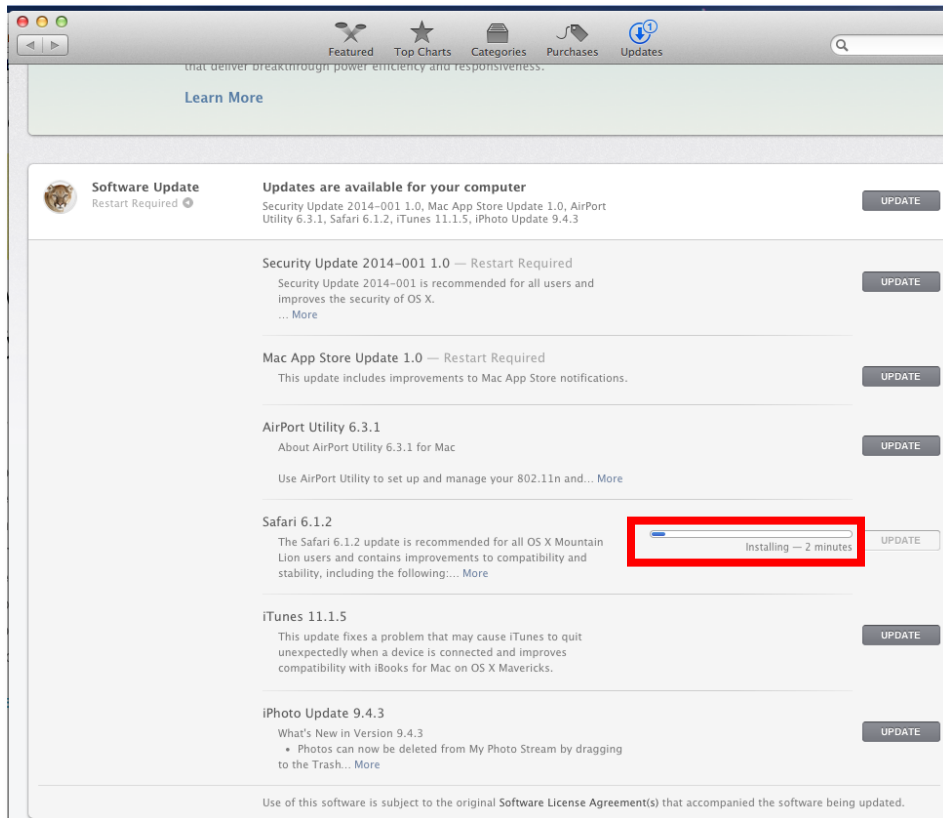 1
Featured
Top Charts
Categories
Purchases
Updates
that deliver breakthrough power efficiency and responsiveness.
Learn More
Software Update
Restart Required
Updates are available for your computer
Security Update 2014-001 1.0, Mac App Store Update 1.0, AirPort
Utility 6.3.1, Safari 6.1.2, iTunes 11.1.5, iPhoto Update 9.4.3
UPDATE
Security Update 2014-001 1.0 — Restart Required
Security Update 2014-001 is recommended for all users and
improves the security of OS X.
... More
UPDATE
Mac App Store Update 1.0 — Restart Required
This update includes improvements to Mac App Store notifications.
UPDATE
AirPort Utility 6.3.1
About AirPort Utility 6.3.1 for Mac
Use AirPort Utility to set up and manage your 802.11n and... More
UPDATE
Safari 6.1.2
The Safari 6.1.2 update is recommended for all OS X Mountain
Lion users and contains improvements to compatibility and
stability, including the following:... More
Installing — 2 minutes
UPDATE
iTunes 11.1.5
This update fixes a problem that may cause iTunes to quit
unexpectedly when a device is connected and improves
compatibility with iBooks for Mac on OS X Mavericks.
UPDATE
iPhoto Update 9.4.3
What's New in Version 9.4.3
• Photos can now be deleted from My Photo Stream by dragging
to the Trash... More
UPDATE
Use of this software is subject to the original Software License Agreement(s) that accompanied the software being updated.